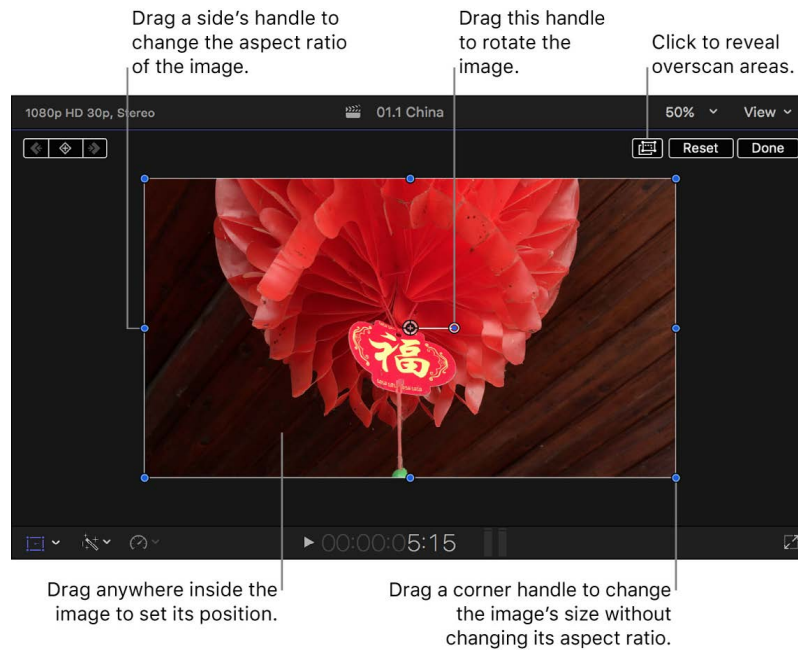 Drag a side's handle to
change the aspect ratio
of the image.
Drag this handle
to rotate the
image.
Click to reveal
overscan areas.
1080p HD 30p, Stereo
01.1 China
50%
View
Reset
Done
福
00:00:05:15
Drag anywhere inside the
image to set its position.
Drag a corner handle to change
the image's size without
changing its aspect ratio.